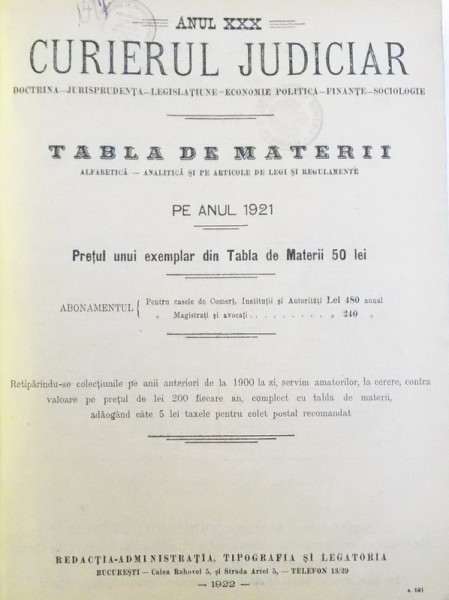 ANUL XXX
CURIERUL JUDICIAR
DOCTRINA—JURISPRUDENȚA—LEGISLAȚIUNE—ECONOMIE POLITICA—FINANȚE—SOCIOLOGIE
TABLA DE MATERII
ALFABETICĂ — ANALITICĂ ȘI PE ARTICOLE DE LEGI ȘI REGULAMENTE
PE ANUL 1921
Prețul unui exemplar din Tabla de Materii 50 lei
ABONAMENTUL { Pentru casele de Comerț, Instituții și Autorități Lei 480 anual
„ Magistrați și avocați . . . . . . . . „ 240 „
Retipărindu-se colecțiunile pe anii anteriori de la 1900 la zi, servim amatorilor, la cerere, contra
valoare pe prețul de lei 200 fiecare an, complect cu tabla de materii,
adăogând câte 5 lei taxele pentru colet postal recomandat
REDACȚIA-ADMINISTRAȚIA, TIPOGRAFIA ȘI LEGATORIA
BUCUREȘTI — Calea Rahovei 5, și Strada Artei 5, — TELEFON 13/29
— 1922 —